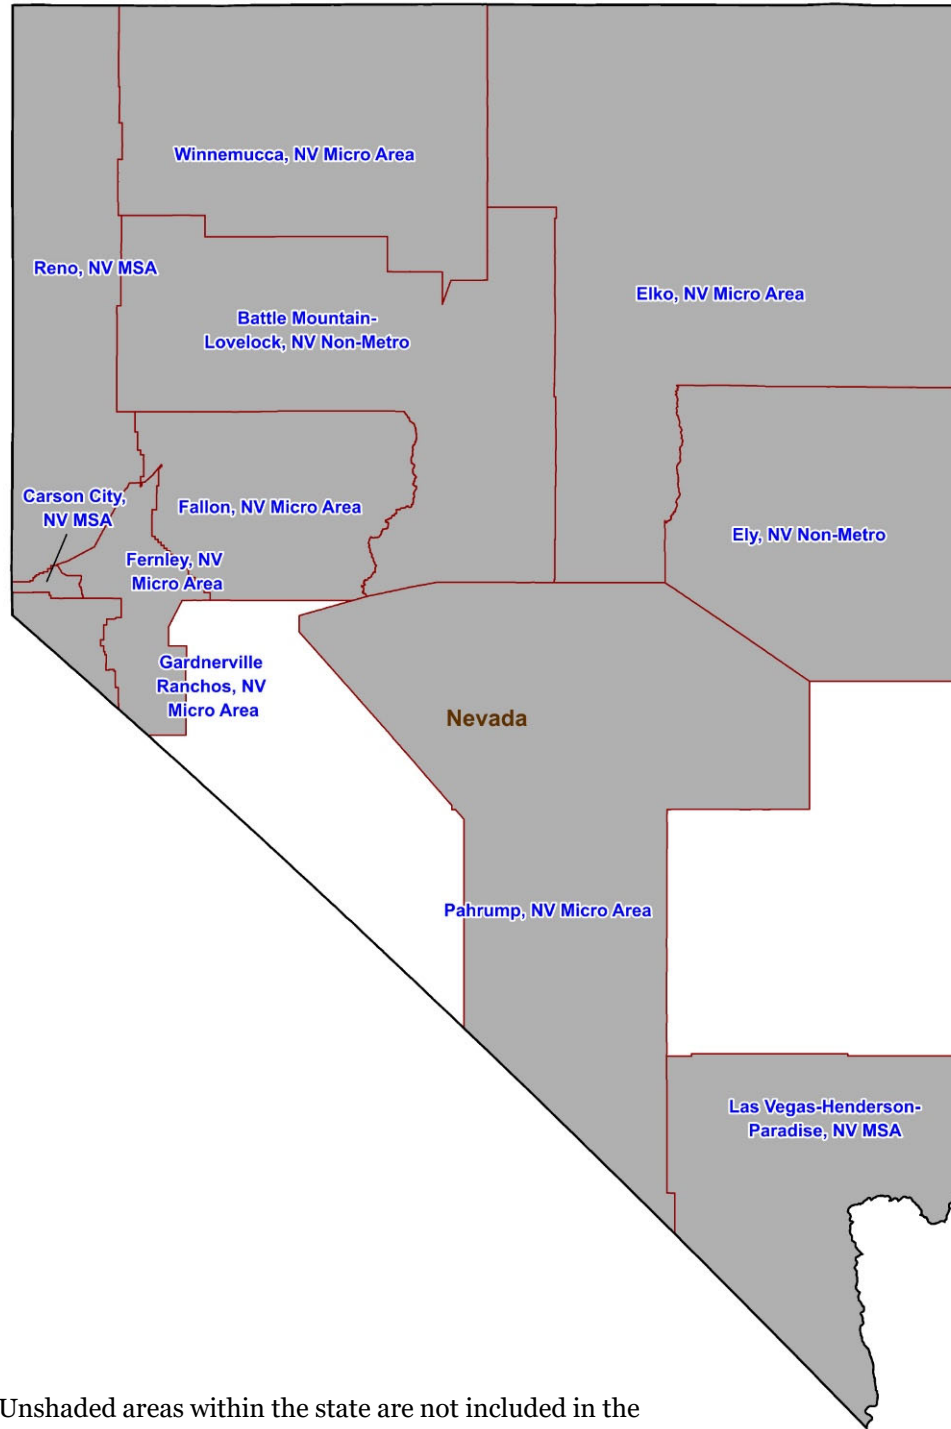 Winnemucca, NV Micro Area
Reno, NV MSA
Elko, NV Micro Area
Battle Mountain-
Lovelock, NV Non-Metro
Carson City,
NV MSA
Fallon, NV Micro Area
Ely, NV Non-Metro
Fernley, NV
Micro Area
Gardnerville
Ranchos, NV
Micro Area
Nevada
Pahrump, NV Micro Area
Las Vegas-Henderson-
Paradise, NV MSA
Unshaded areas within the state are not included in the